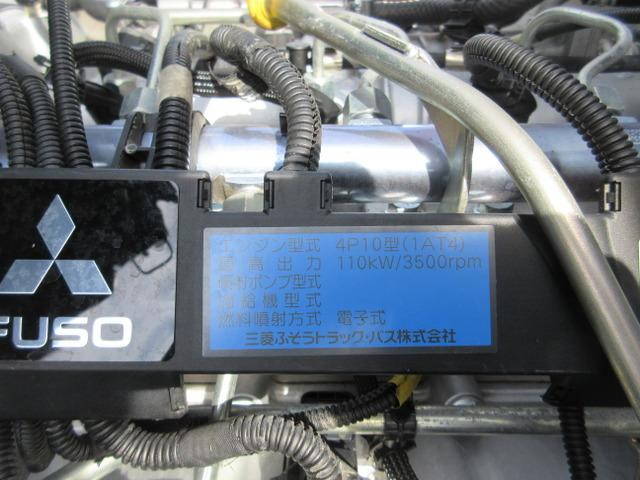 FUSO
エンジン型式 4P10型(1AT4)
最高出力 110kW/3500rpm
噴射ポンプ型式
過給機型式
燃料噴射方式 電子式
三菱ふそうトラック・バス株式会社